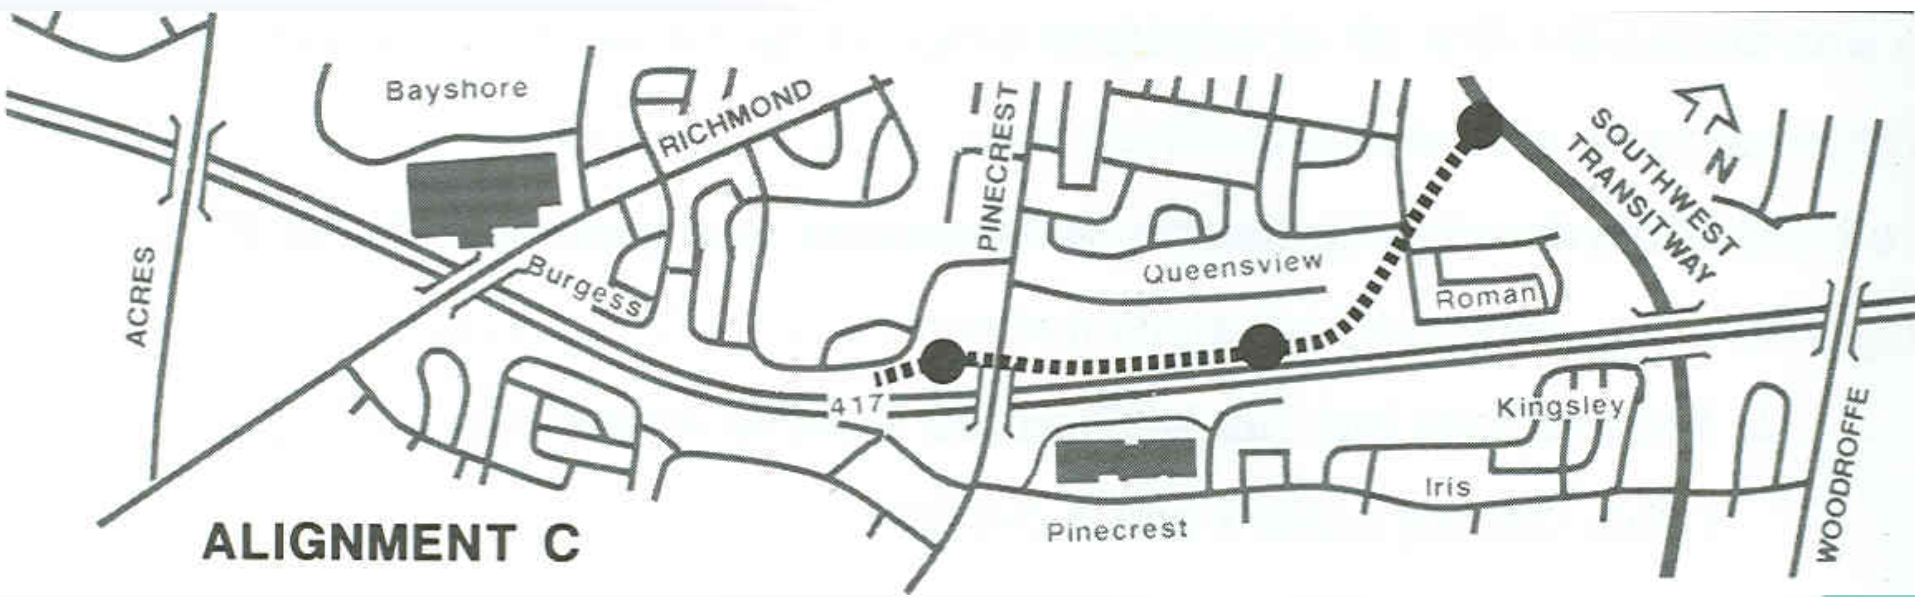 Bayshore
RICHMOND
PINECREST
SOUTHWEST
TRANSITWAY
N
ACRES
Burgess
Queensview
Roman
417
Kingsley
Iris
WOODROFFE
Pinecrest
ALIGNMENT C